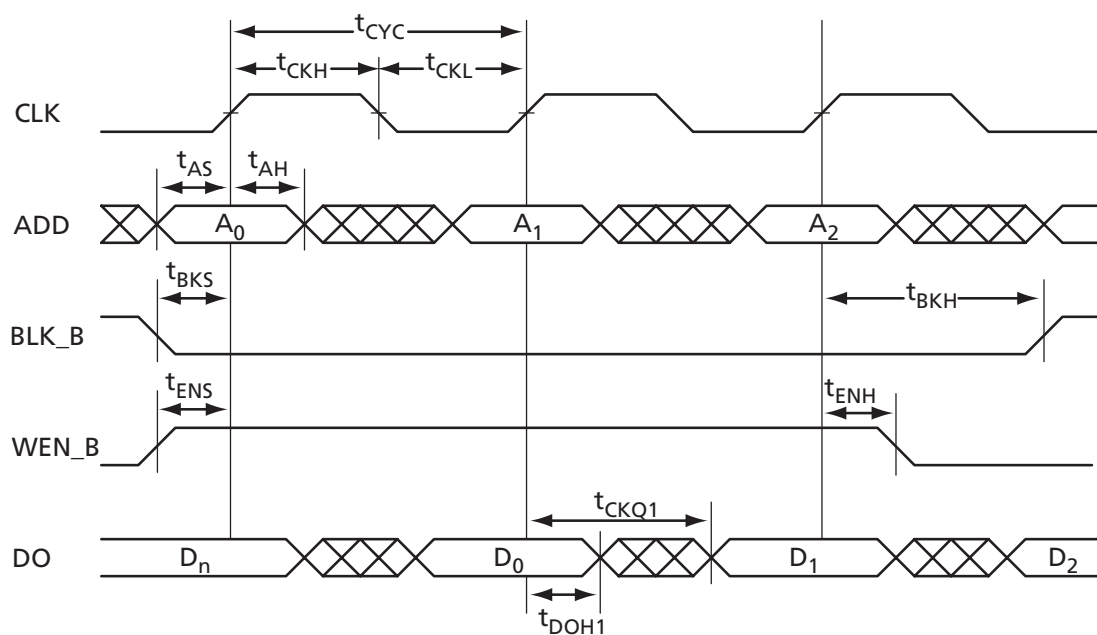 tCYC
tCKH tCKL
CLK
tAS tAH
ADD A0 A1 A2
tBKS tBKH
BLK_B
tENS tENH
WEN_B
tCKQ1
DO Dn D0 D1 D2
tDOH1